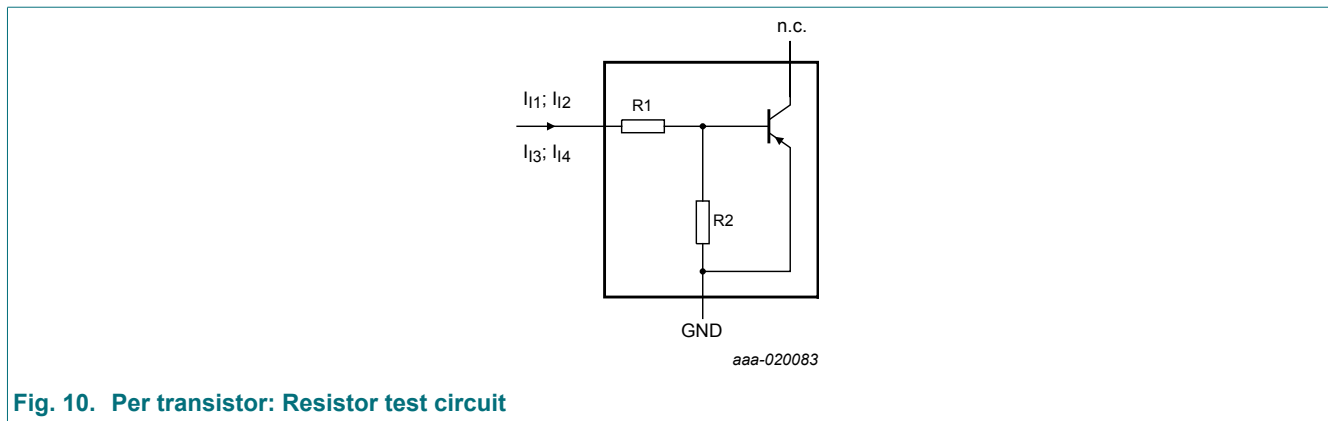 n.c.
I_I1; I_I2
R1
I_I3; I_I4
R2
GND
aaa-020083
Fig. 10. Per transistor: Resistor test circuit